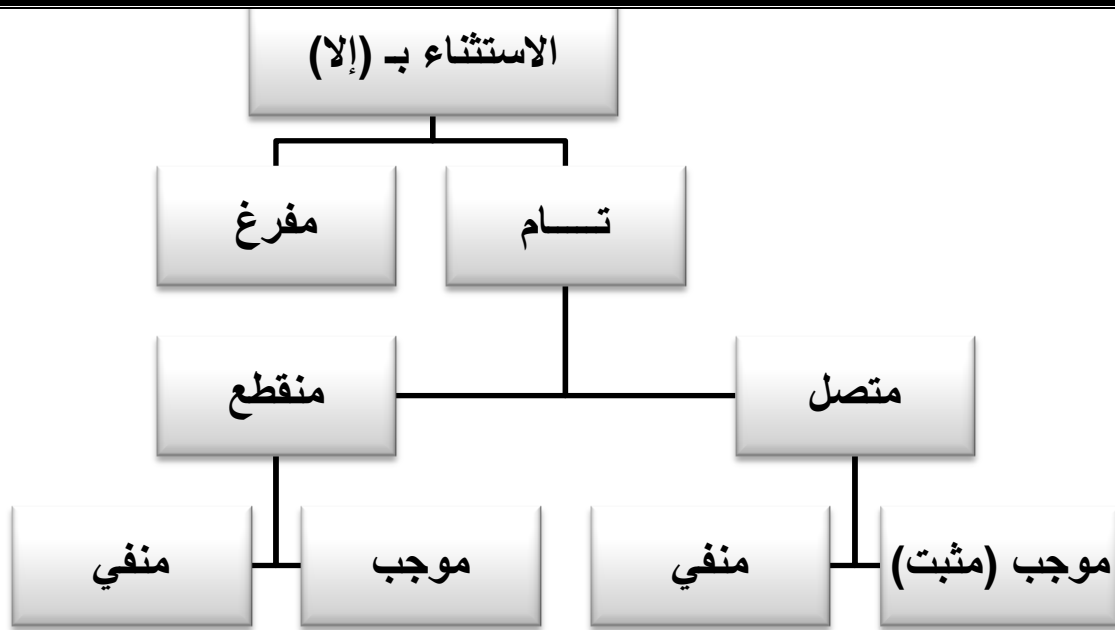 الاستثناء بـ (إلا)
تـــــام
مفرغ
متصل
منقطع
موجب (مثبت)
منفي
موجب
منفي